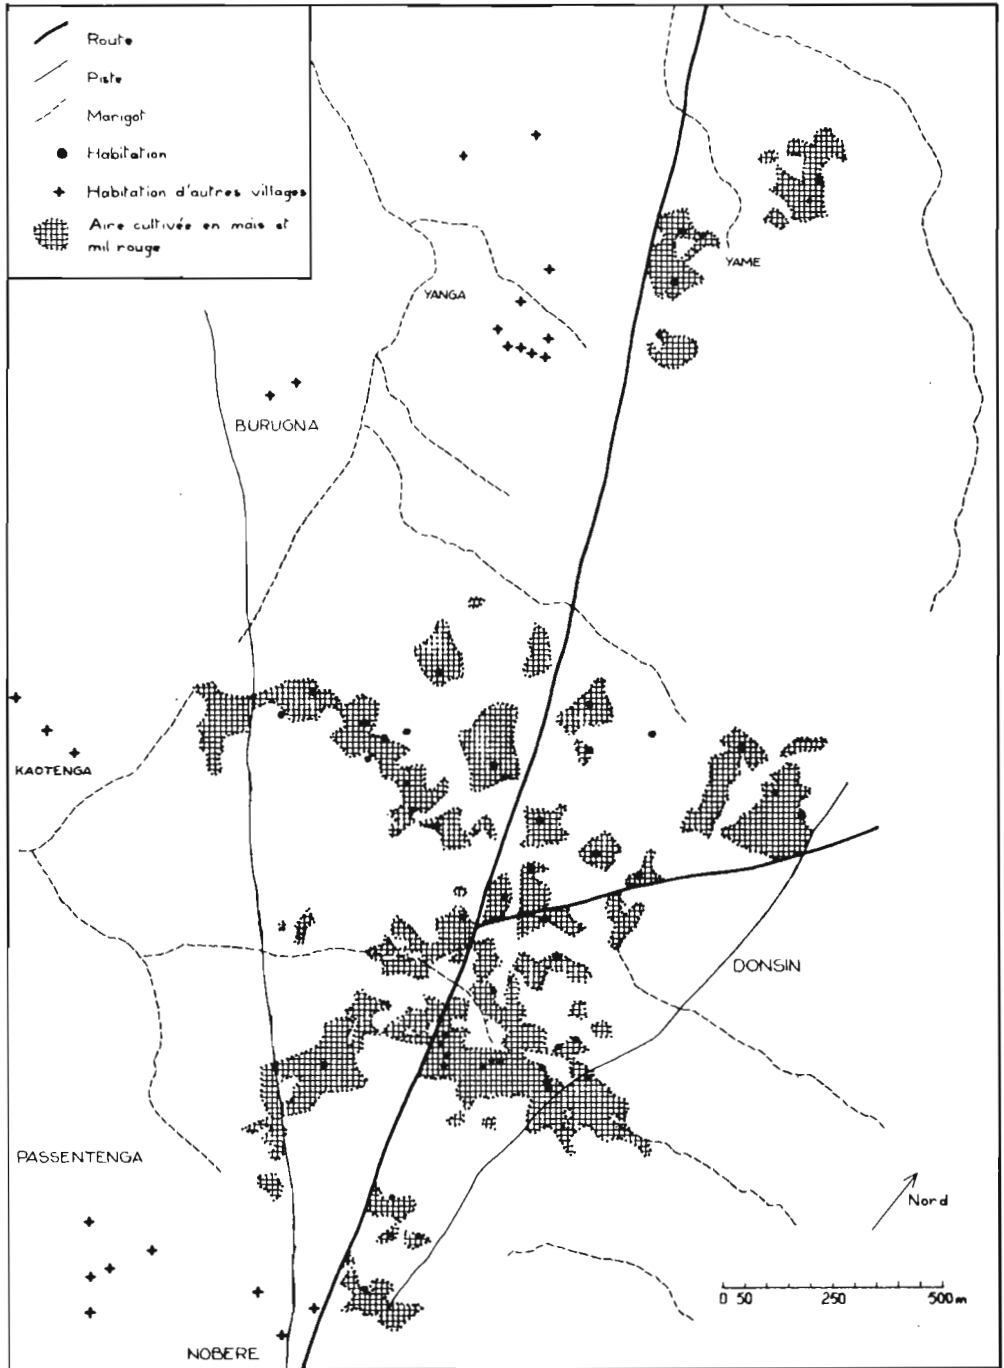 Route
Piste
Marigot
Habitation
Habitation d'autres villages
Aire cultivée en maïs et
mil rouge
YAME
YANGA
BURUGNA
KAOTENGA
DONSIN
PASSENTENGA
Nord
0 50 250 500m
NOBERE